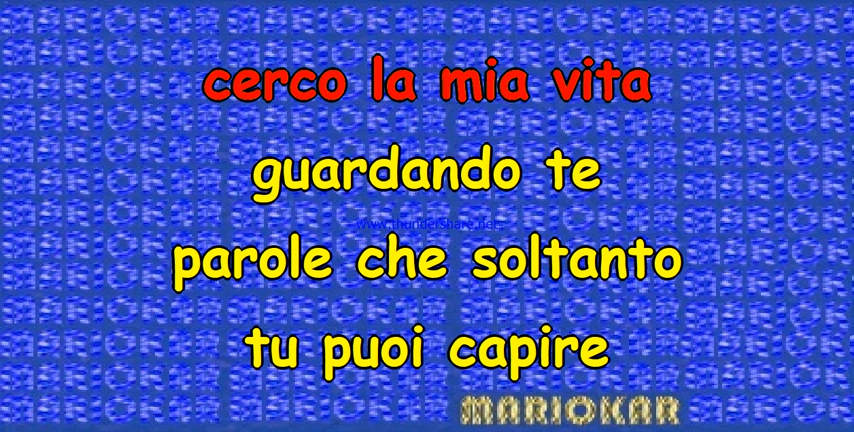 cerco la mia vita
guardando te
www.thundershare.net
parole che soltanto
tu puoi capire
MARIOKAR